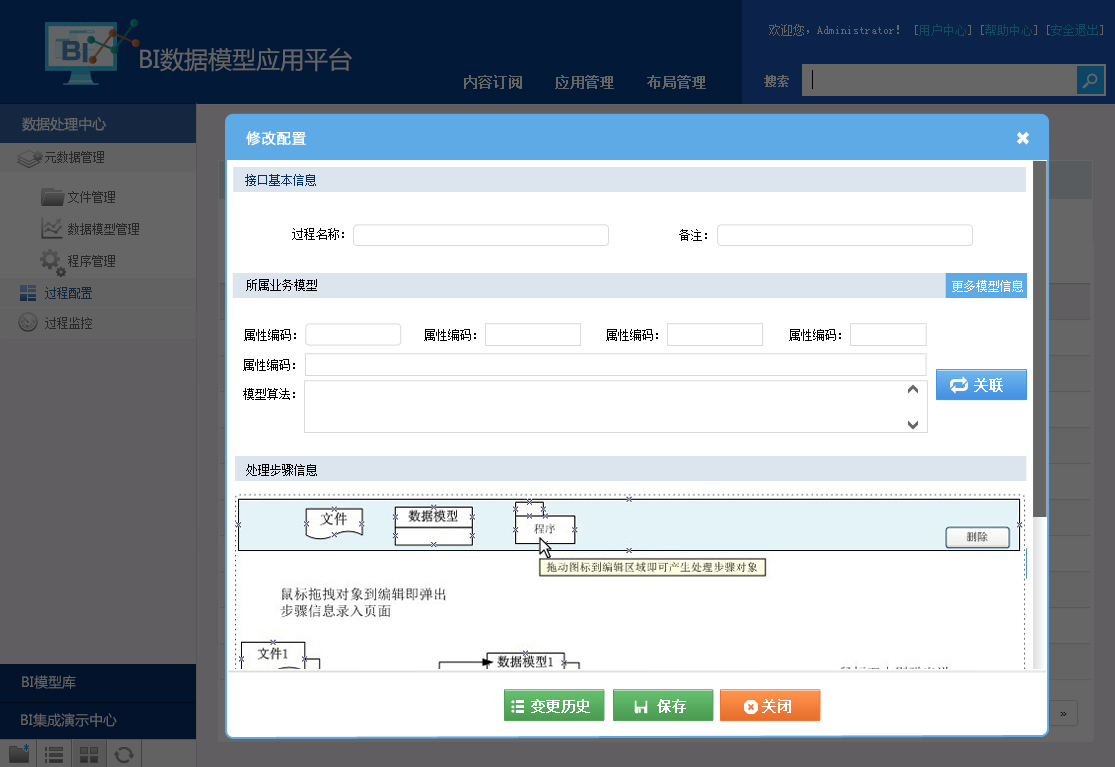 欢迎您，Administrator！ [用户中心] [帮助中心] [安全退出]
BI
BI数据模型应用平台
内容订阅 应用管理 布局管理
搜索
数据处理中心
元数据管理
文件管理
数据模型管理
程序管理
过程配置
过程监控
BI模型库
BI集成演示中心
修改配置
接口基本信息
过程名称：
备注：
所属业务模型
更多模型信息
属性编码： 属性编码： 属性编码： 属性编码：
属性编码：
模型算法：
关联
处理步骤信息
文件
数据模型
程序
删除
拖动图标到编辑区域即可产生处理步骤对象
鼠标拖拽对象到编辑即弹出
步骤信息录入页面
文件1
数据模型1
变更历史 保存 关闭
»